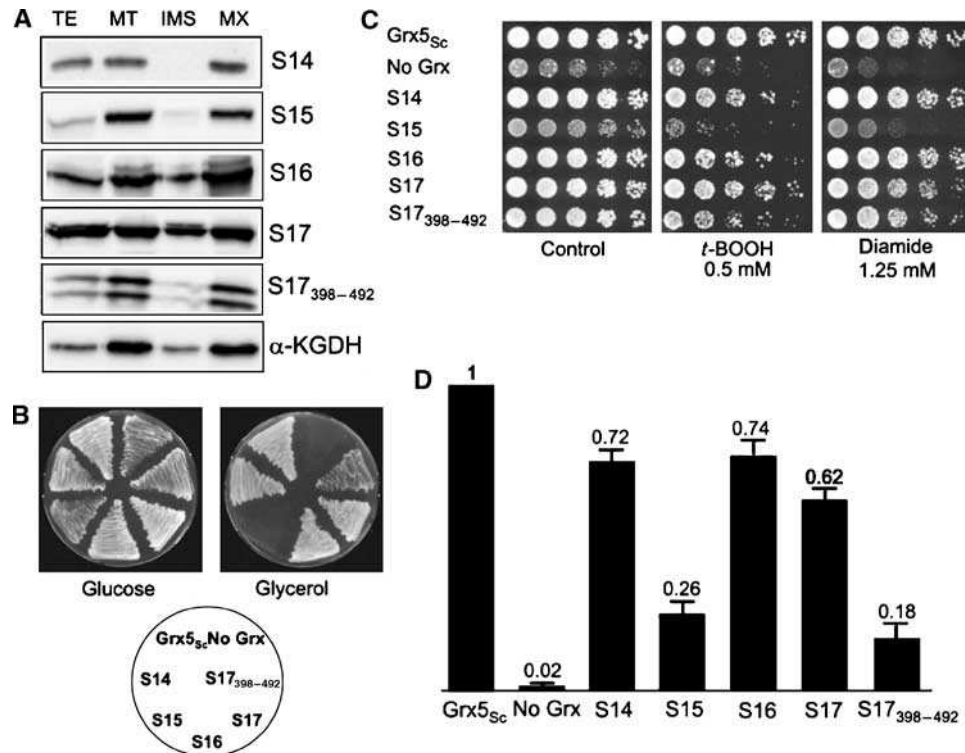 A
TE MT IMS MX
S14
S15
S16
S17
S17398–492
α-KGDH
B
Glucose
Glycerol
Grx5Sc No Grx
S14 S17398–492
S15 S17
S16
C
Grx5Sc
No Grx
S14
S15
S16
S17
S17398–492
Control
t-BOOH
0.5 mM
Diamide
1.25 mM
D
1
0.02
0.72
0.26
0.74
0.62
0.18
Grx5Sc No Grx S14 S15 S16 S17 S17398–492